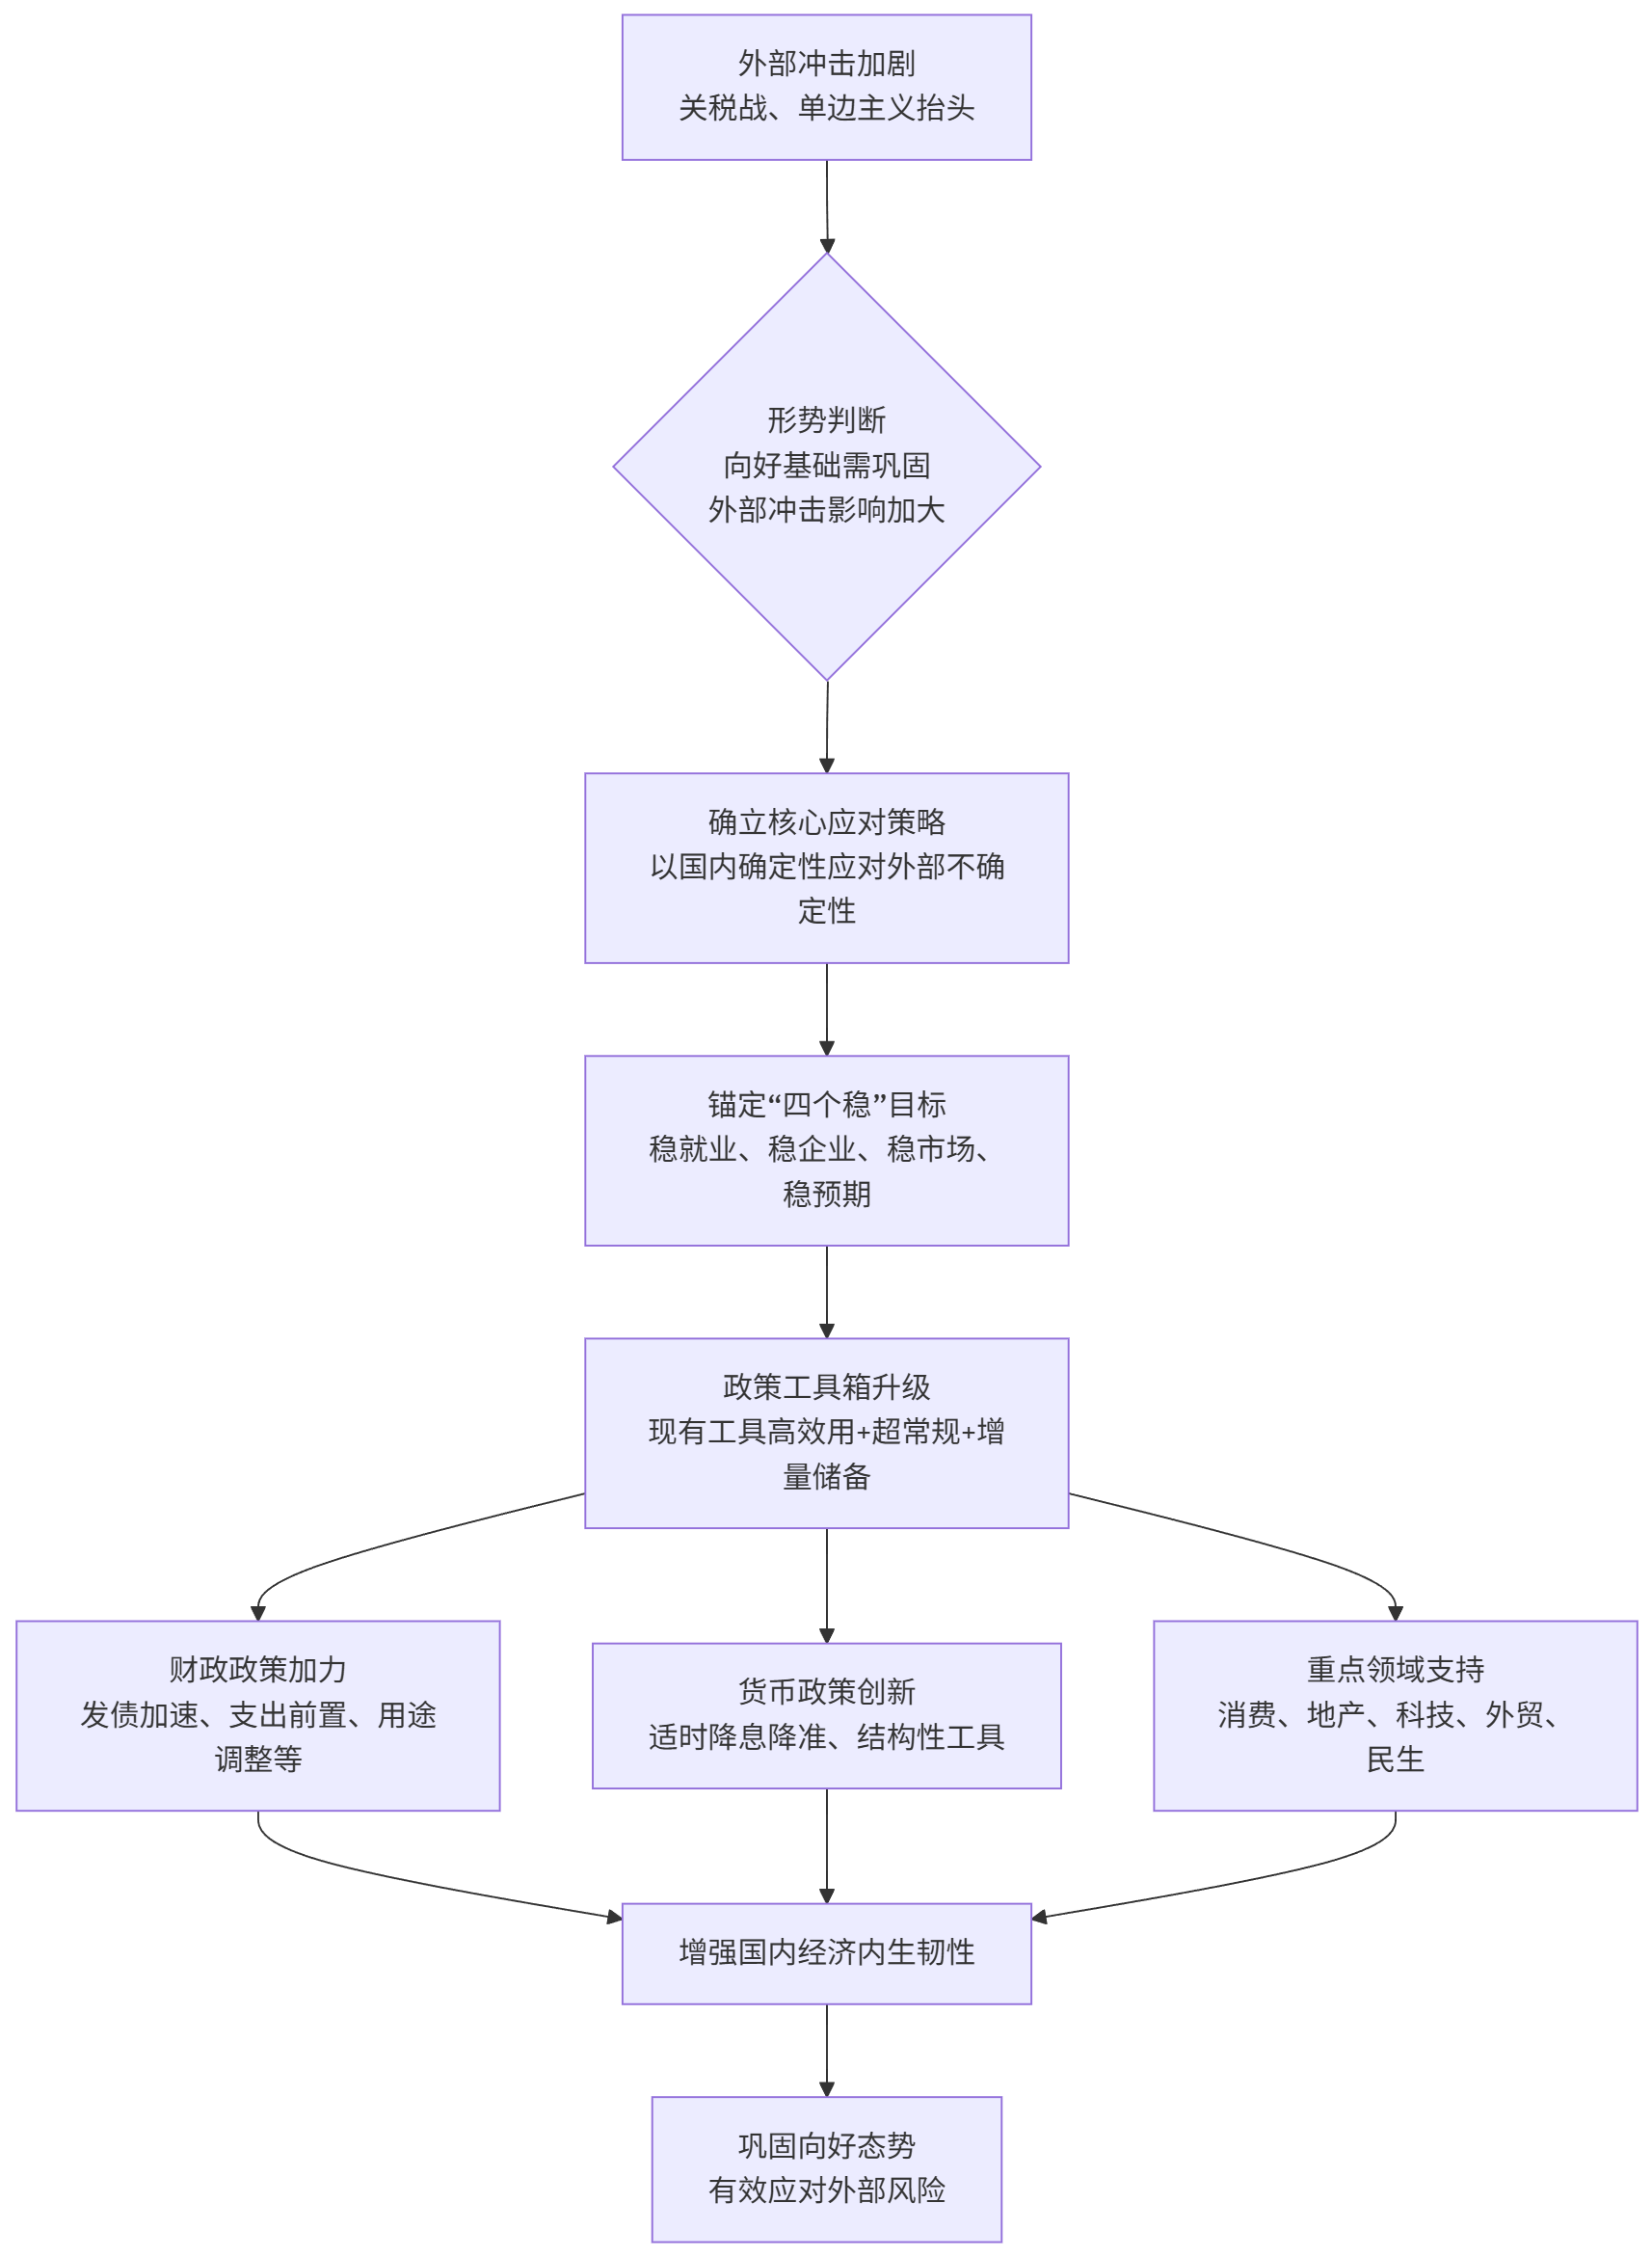 外部冲击加剧
关税战、单边主义抬头
形势判断
向好基础需巩固
外部冲击影响加大
确立核心应对策略
以国内确定性应对外部不确
定性
锚定“四个稳”目标
稳就业、稳企业、稳市场、
稳预期
政策工具箱升级
现有工具高效用+超常规+增
量储备
财政政策加力
发债加速、支出前置、用途
调整等
货币政策创新
适时降息降准、结构性工具
重点领域支持
消费、地产、科技、外贸、
民生
增强国内经济内生韧性
巩固向好态势
有效应对外部风险